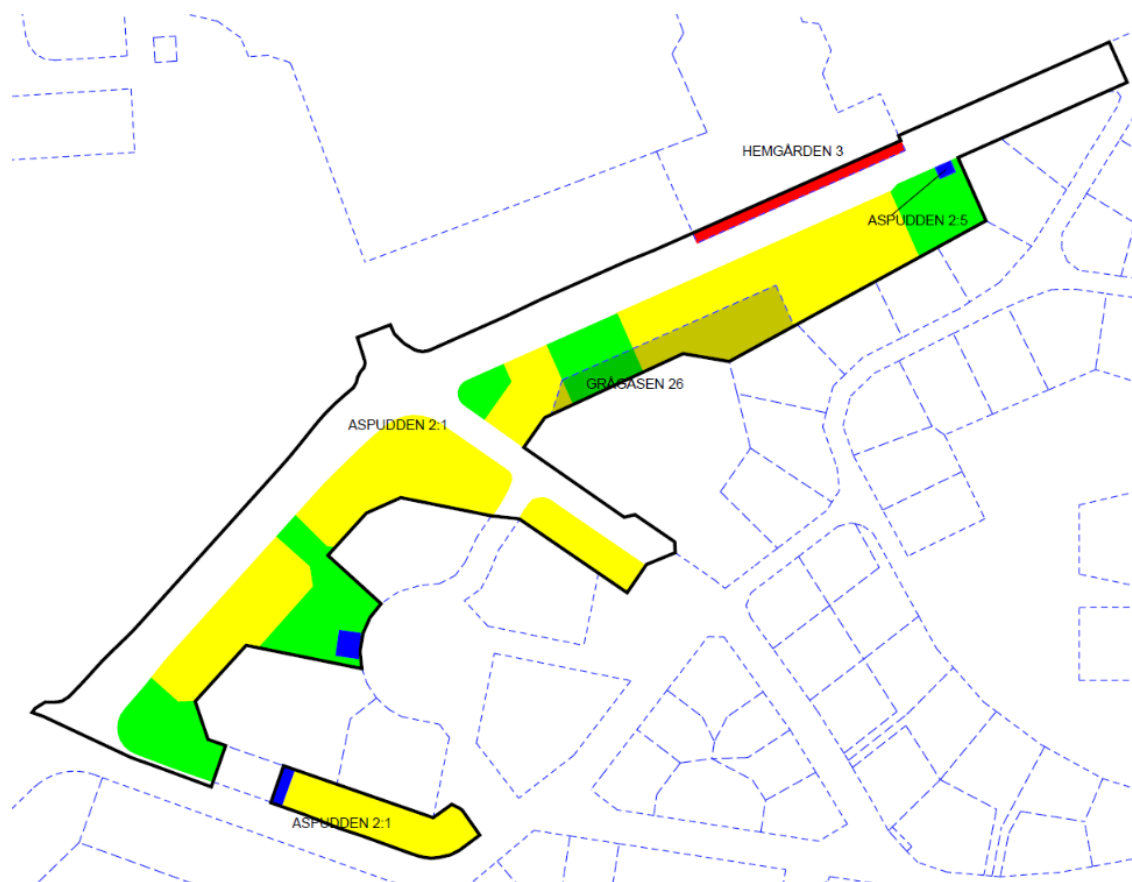 HEMGÅRDEN 3
ASPUDDEN 2:5
GRÅGÅSEN 26
ASPUDDEN 2:1
ASPUDDEN 2:1